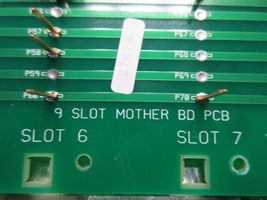 P57
P67
P58
P68
P59
P69
P60
P70
9 SLOT MOTHER BD PCB
SLOT 6
SLOT 7